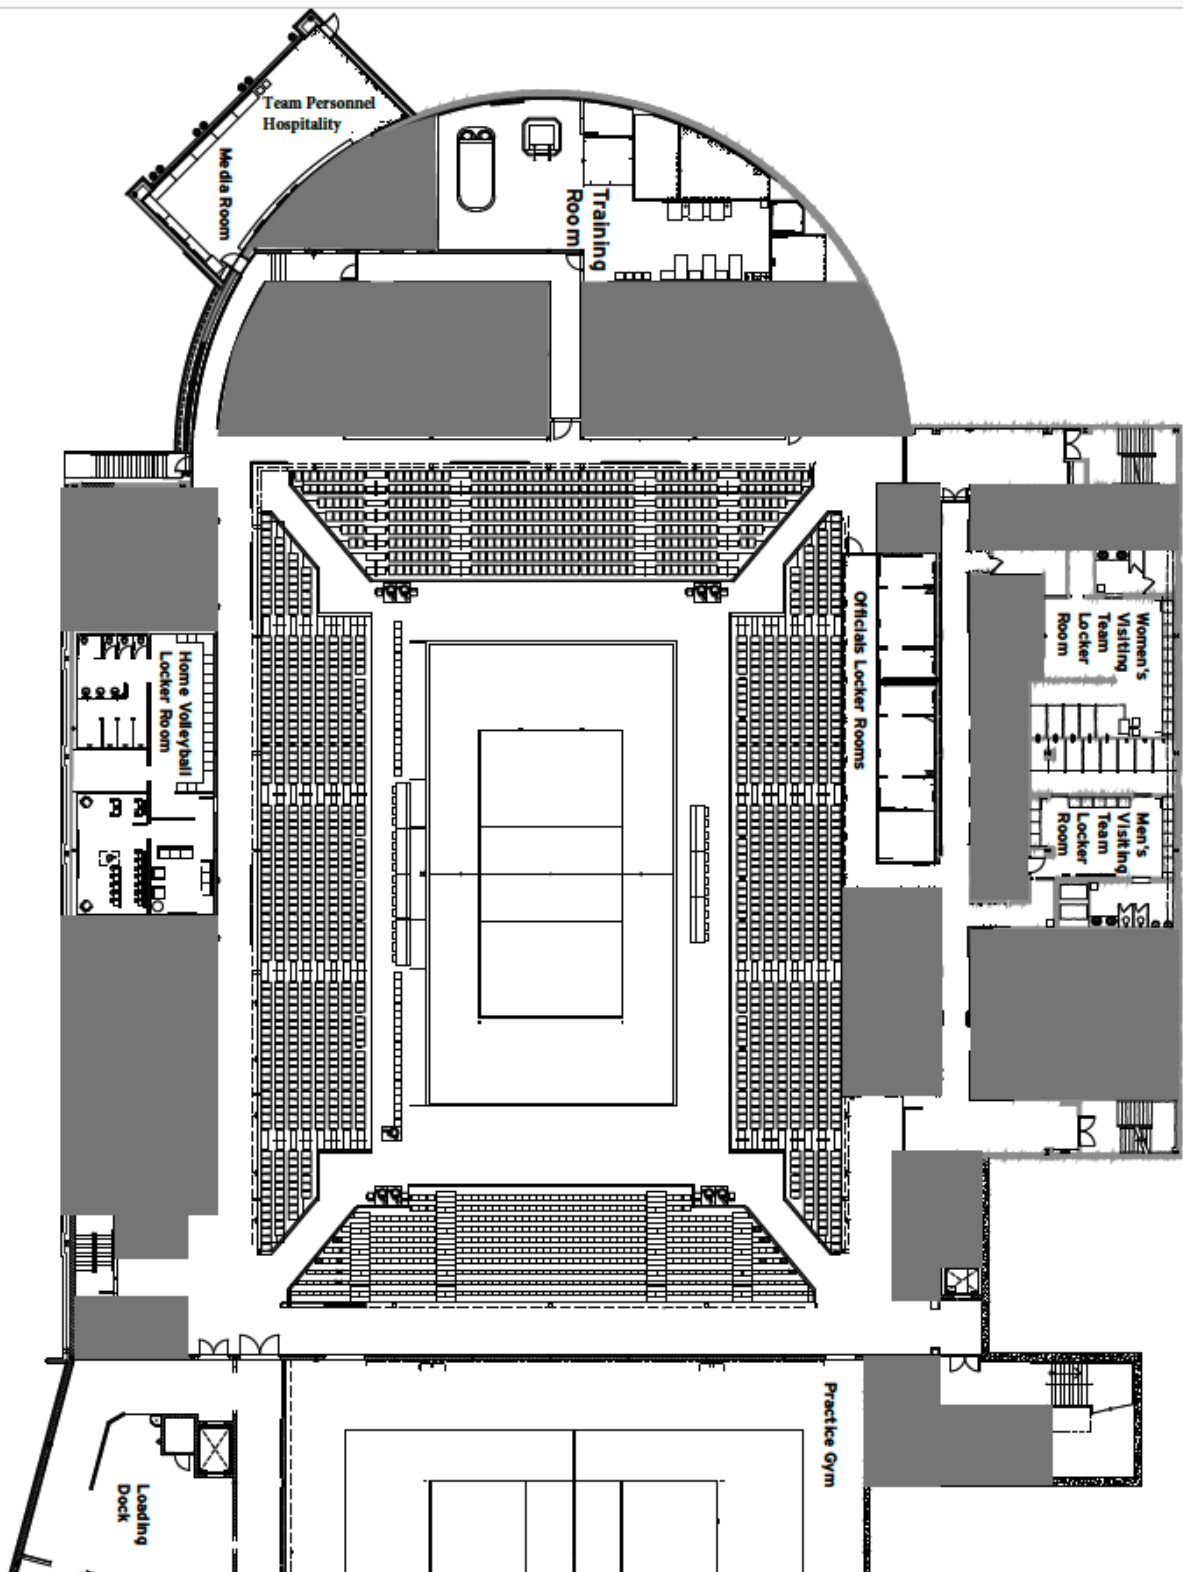 Team Personnel
Hospitality
Media Room
Training
Room
Home Volleyball
Locker Room
Officials Locker Rooms
Women's
Visiting
Team
Locker
Room
Men's
Visiting
Team
Locker
Room
Practice Gym
Loading
Dock